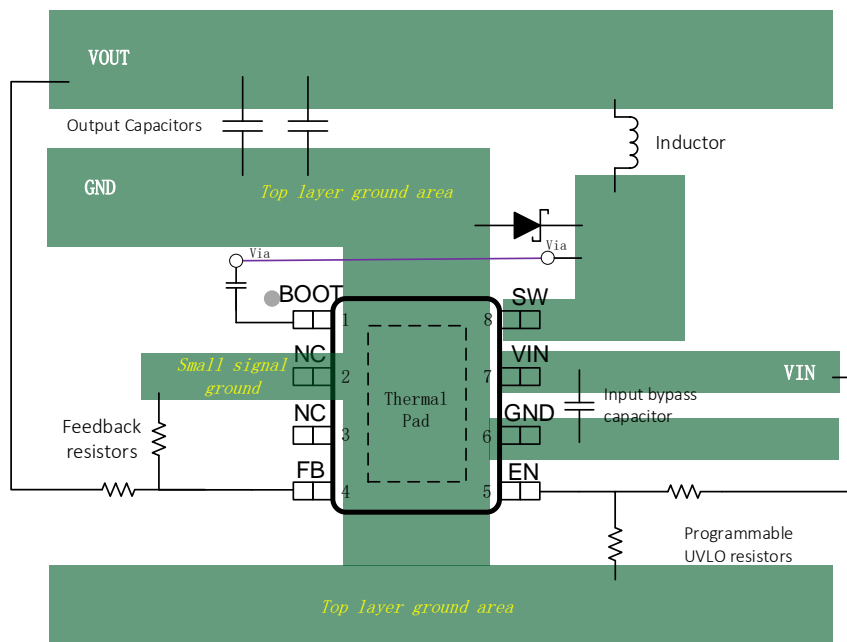 VOUT
Output Capacitors
Inductor
GND
Top layer ground area
Via
Via
BOOT
SW
1
8
NC
VIN
Small signal
ground
2
7
VIN
Thermal
Pad
Input bypass
capacitor
NC
GND
3
6
Feedback
resistors
FB
EN
4
5
Programmable
UVLO resistors
Top layer ground area